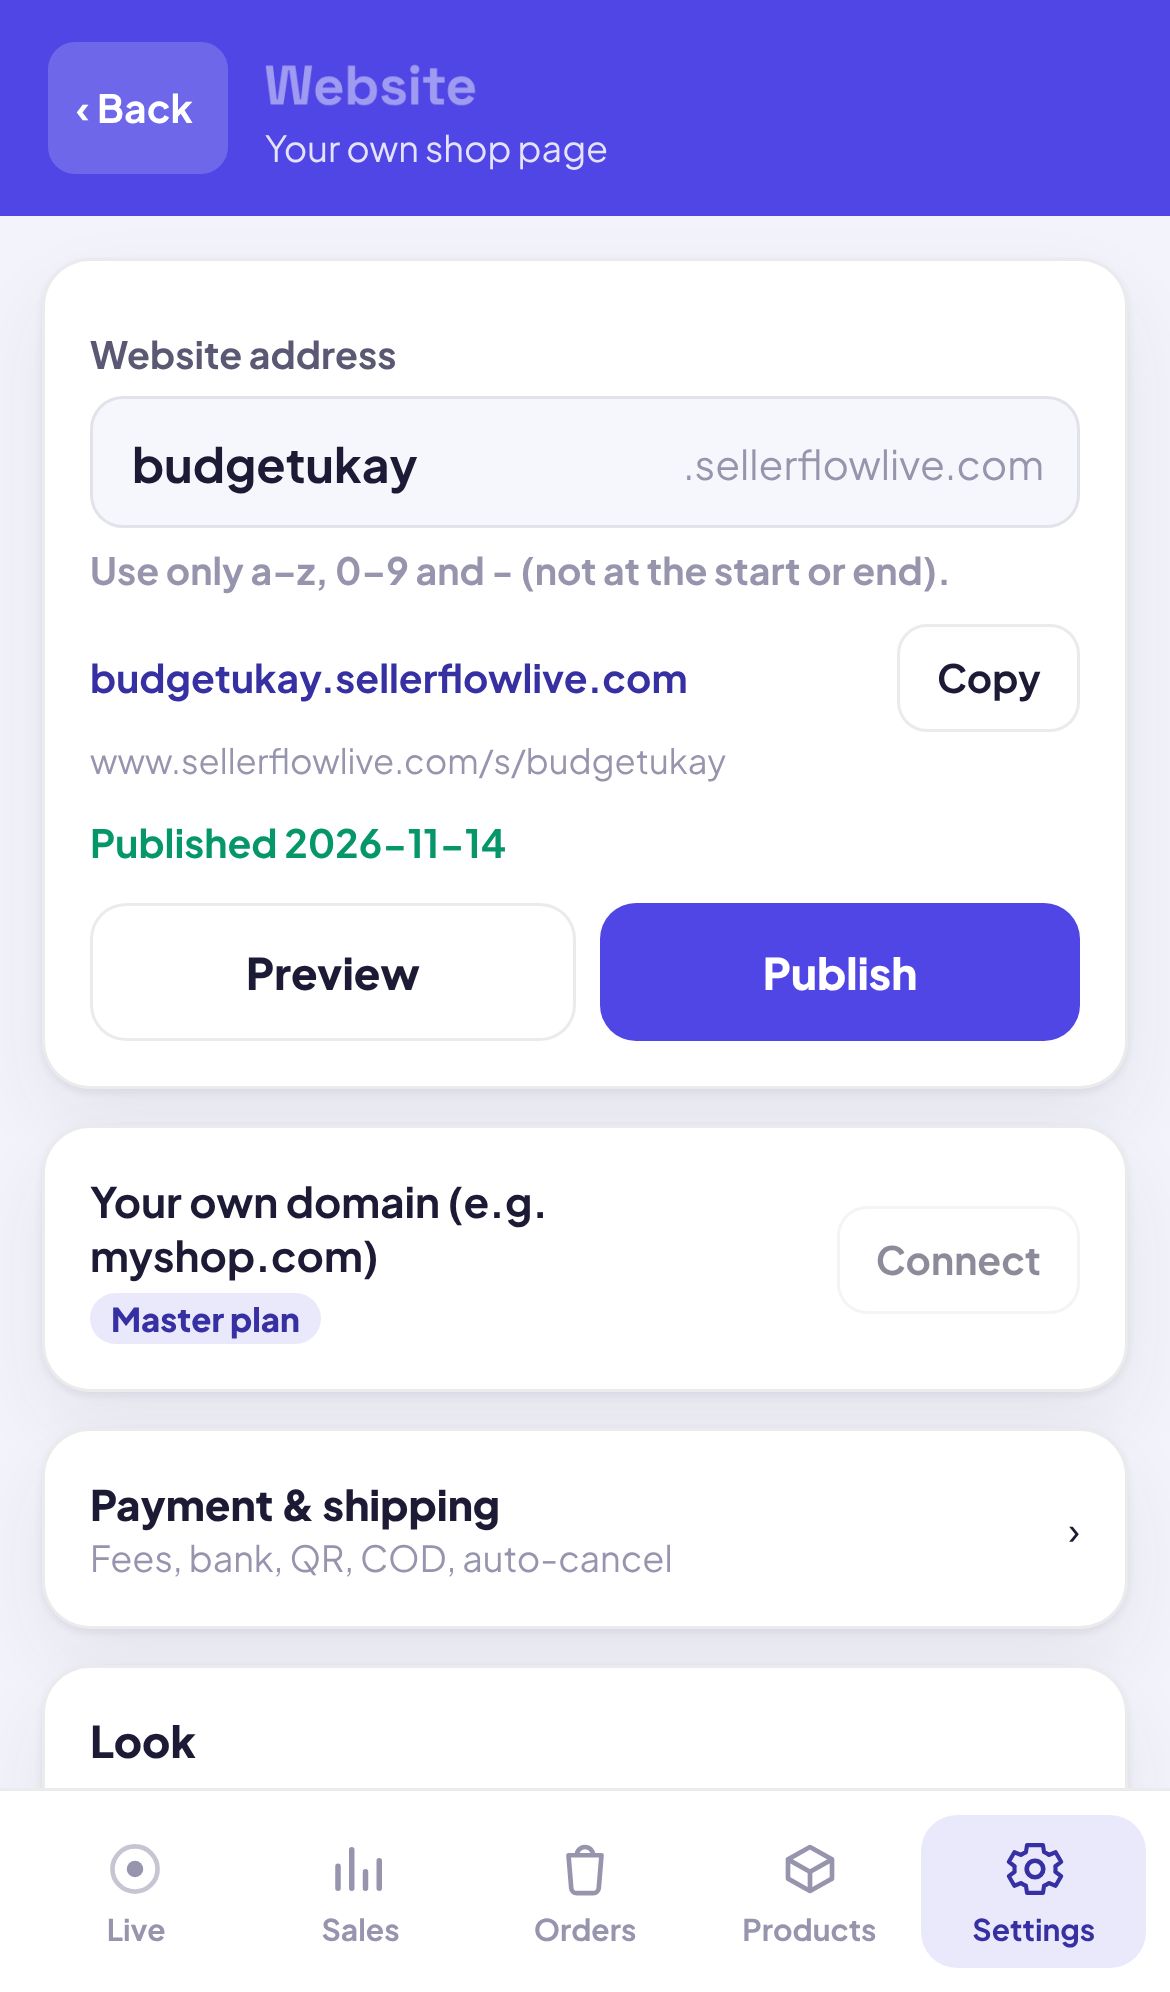 ‹ Back
Website
Your own shop page
Website address
budgetukay .sellerflowlive.com
Use only a–z, 0–9 and - (not at the start or end).
budgetukay.sellerflowlive.com
Copy
www.sellerflowlive.com/s/budgetukay
Published 2026-11-14
Preview
Publish
Your own domain (e.g.
myshop.com)
Master plan
Connect
Payment & shipping
Fees, bank, QR, COD, auto-cancel
›
Look
Live
Sales
Orders
Products
Settings